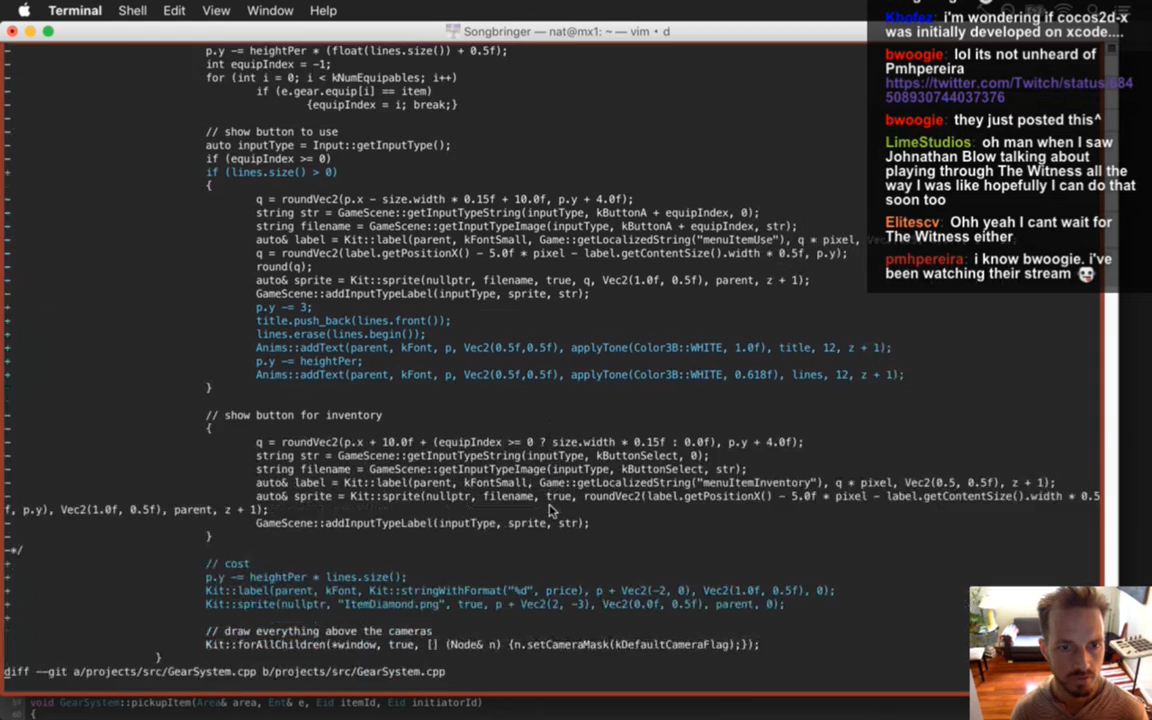 Terminal Shell Edit View Window Help
Songbringer — nat@mx1: ~ — vim • d
p.y -= heightPer * (float(lines.size()) + 0.5f);
int equipIndex = -1;
for (int i = 0; i < kNumEquipables; i++)
if (e.gear.equip[i] == item)
{equipIndex = i; break;}
// show button to use
auto inputType = Input::getInputType();
if (equipIndex >= 0)
if (lines.size() > 0)
{
q = roundVec2(p.x - size.width * 0.15f + 10.0f, p.y + 4.0f);
string str = GameScene::getInputTypeString(inputType, kButtonA + equipIndex, 0);
string filename = GameScene::getInputTypeImage(inputType, kButtonA + equipIndex, str);
auto& label = Kit::label(parent, kFontSmall, Game::getLocalizedString("menuItemUse"), q * pixel,
q = roundVec2(label.getPositionX() - 5.0f * pixel - label.getContentSize().width * 0.5f, p.y);
round(q);
auto& sprite = Kit::sprite(nullptr, filename, true, q, Vec2(1.0f, 0.5f), parent, z + 1);
GameScene::addInputTypeLabel(inputType, sprite, str);
p.y -= 3;
title.push_back(lines.front());
lines.erase(lines.begin());
Anims::addText(parent, kFont, p, Vec2(0.5f,0.5f), applyTone(Color3B::WHITE, 1.0f), title, 12, z + 1);
p.y -= heightPer;
Anims::addText(parent, kFont, p, Vec2(0.5f,0.5f), applyTone(Color3B::WHITE, 0.618f), lines, 12, z + 1);
}
// show button for inventory
{
q = roundVec2(p.x + 10.0f + (equipIndex >= 0 ? size.width * 0.15f : 0.0f), p.y + 4.0f);
string str = GameScene::getInputTypeString(inputType, kButtonSelect, 0);
string filename = GameScene::getInputTypeImage(inputType, kButtonSelect, str);
auto& label = Kit::label(parent, kFontSmall, Game::getLocalizedString("menuItemInventory"), q * pixel, Vec2(0.5, 0.5), z + 1);
auto& sprite = Kit::sprite(nullptr, filename, true, roundVec2(label.getPositionX() - 5.0f * pixel - label.getContentSize().width * 0.5
f, p.y), Vec2(1.0f, 0.5f), parent, z + 1);
GameScene::addInputTypeLabel(inputType, sprite, str);
}
*/
// cost
p.y -= heightPer * lines.size();
Kit::label(parent, kFont, Kit::stringWithFormat("%d", price), p + Vec2(-2, 0), Vec2(1.0f, 0.5f), 0);
Kit::sprite(nullptr, "ItemDiamond.png", true, p + Vec2(2, -3), Vec2(0.0f, 0.5f), parent, 0);
// draw everything above the cameras
Kit::forAllChildren(*window, true, [] (Node& n) {n.setCameraMask(kDefaultCameraFlag);});
}
diff --git a/projects/src/GearSystem.cpp b/projects/src/GearSystem.cpp
void GearSystem::pickupItem(Area& area, Ent& e, Eid itemId, Eid initiatorId)
60 {
Khofez: i'm wondering if cocos2d-x
was initially developed on xcode....
bwoogie: lol its not unheard of
Pmhpereira
https://twitter.com/Twitch/status/684
508930744037376
bwoogie: they just posted this^
LimeStudios: oh man when I saw
Johnathan Blow talking about
playing through The Witness all the
way I was like hopefully I can do that
soon too
Elitescv: Ohh yeah I cant wait for
The Witness either
pmhpereira: i know bwoogie. i've
been watching their stream